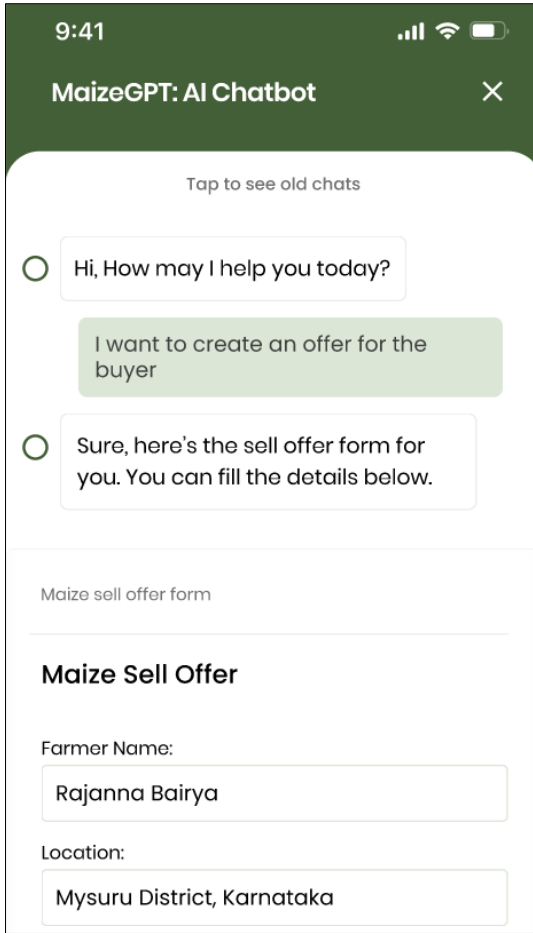 9:41
MaizeGPT: AI Chatbot
Tap to see old chats
Hi, How may I help you today?
I want to create an offer for the
buyer
Sure, here's the sell offer form for
you. You can fill the details below.
Maize sell offer form
Maize Sell Offer
Farmer Name:
Rajanna Bairya
Location:
Mysuru District, Karnataka